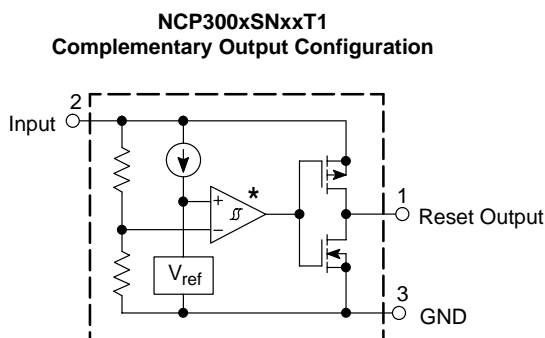 NCP300xSNxxT1
Complementary Output Configuration
2
Input
*
+
−
1
Reset Output
Vref
3
GND